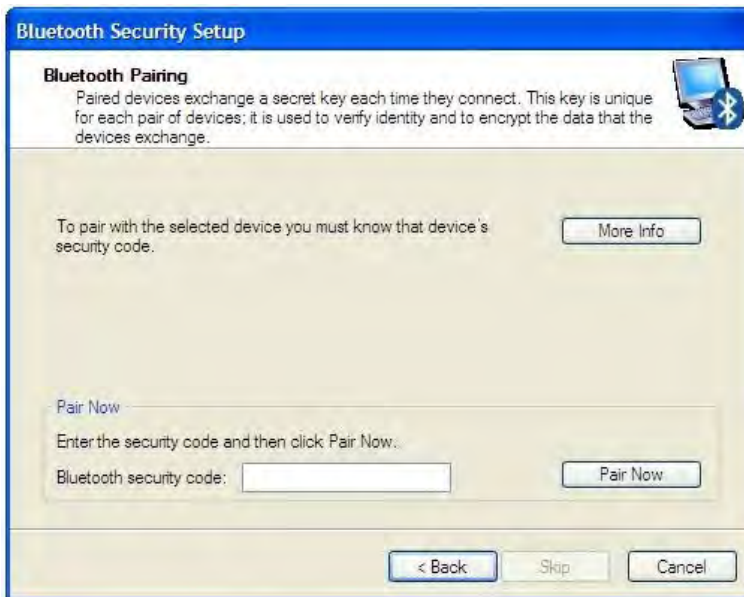 Bluetooth Security Setup
Bluetooth Pairing
Paired devices exchange a secret key each time they connect. This key is unique
for each pair of devices; it is used to verify identity and to encrypt the data that the
devices exchange.
To pair with the selected device you must know that device's
security code.
More Info
Pair Now
Enter the security code and then click Pair Now.
Bluetooth security code:
Pair Now
< Back
Skip
Cancel